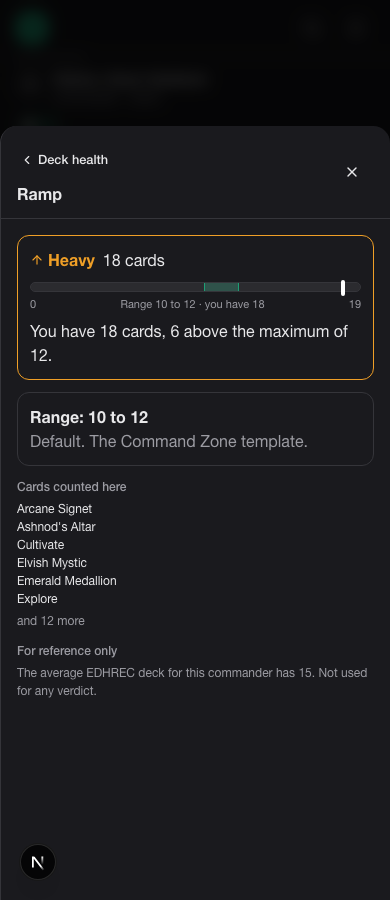 Deck health
Ramp
Heavy 18 cards
0 Range 10 to 12 · you have 18 19
You have 18 cards, 6 above the maximum of
12.
Range: 10 to 12
Default. The Command Zone template.
Cards counted here
Arcane Signet
Ashnod's Altar
Cultivate
Elvish Mystic
Emerald Medallion
Explore
and 12 more
For reference only
The average EDHREC deck for this commander has 15. Not used
for any verdict.
N